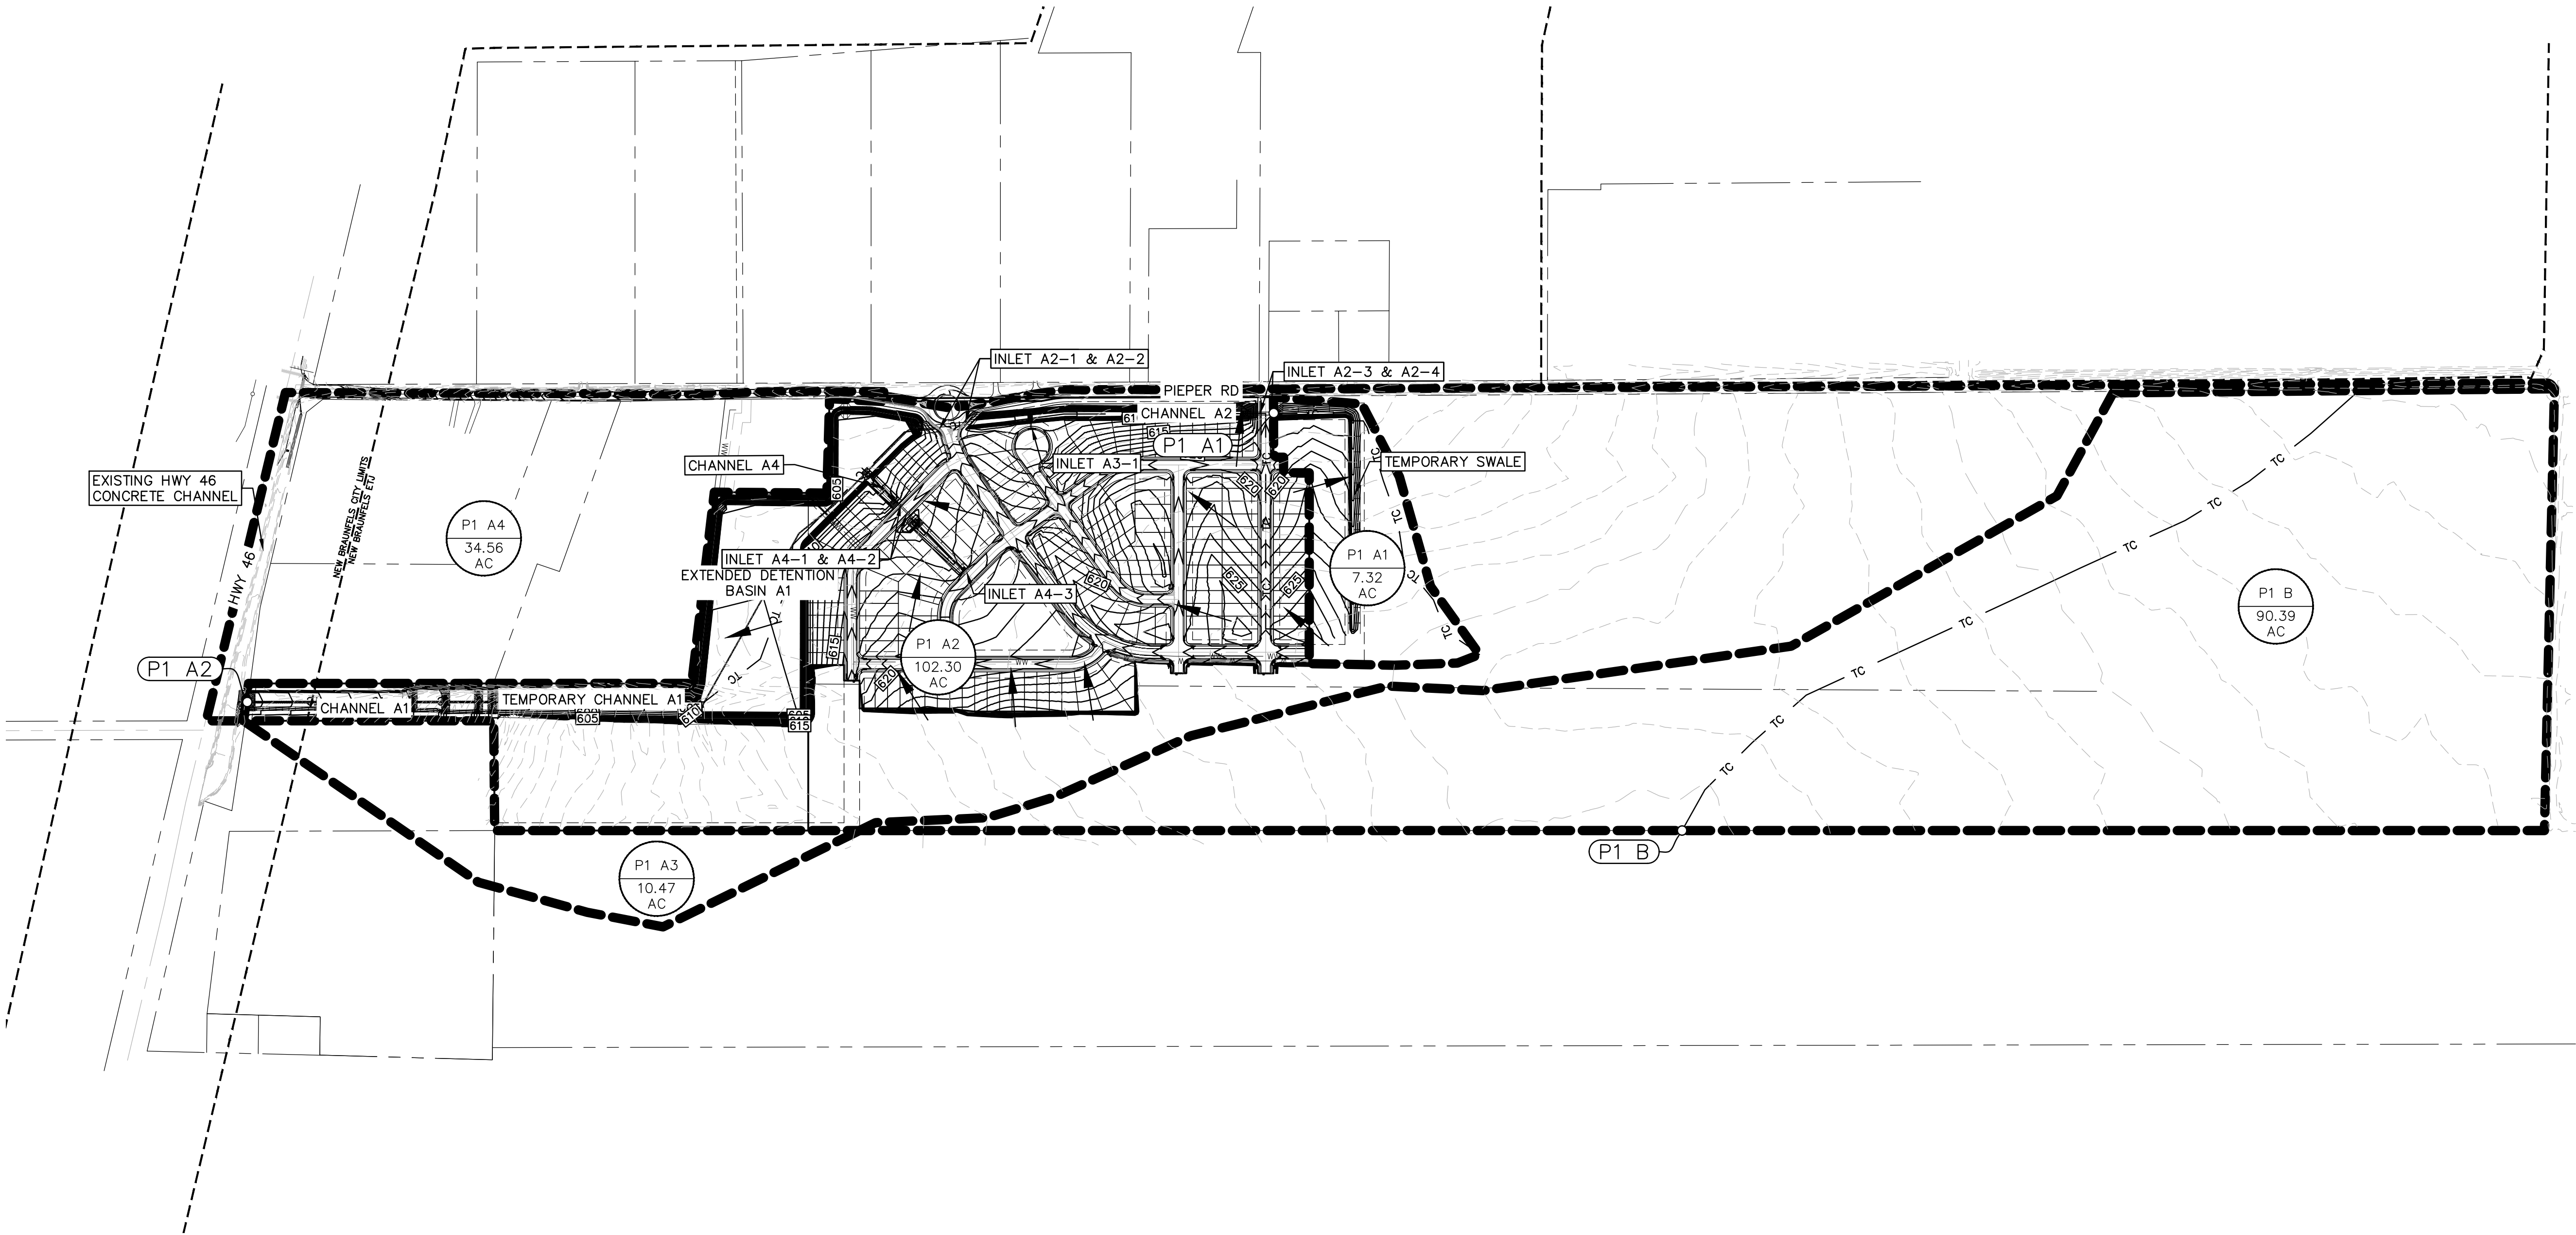 INLET A2-1 & A2-2
INLET A2-3 & A2-4
PIEPER RD
CHANNEL A2
615
P1 A1
CHANNEL A4
INLET A3-1
TEMPORARY SWALE
EXISTING HWY 46
CONCRETE CHANNEL
605
620
620
NEW BRAUNFELS CITY LIMITS
NEW BRAUNFELS ETJ
P1 A4
34.56
AC
INLET A4-1 & A4-2
EXTENDED DETENTION
BASIN A1
P1 A1
7.32
AC
HWY 46
INLET A4-3
620
625
625
P1 B
90.39
AC
615
P1 A2
102.30
AC
P1 A2
620
WW
CHANNEL A1
TEMPORARY CHANNEL A1
605
610
615
TC
TC
TC
TC
TC
TC
TC
TC
TC
TC
TC
TC
TC
P1 B
P1 A3
10.47
AC